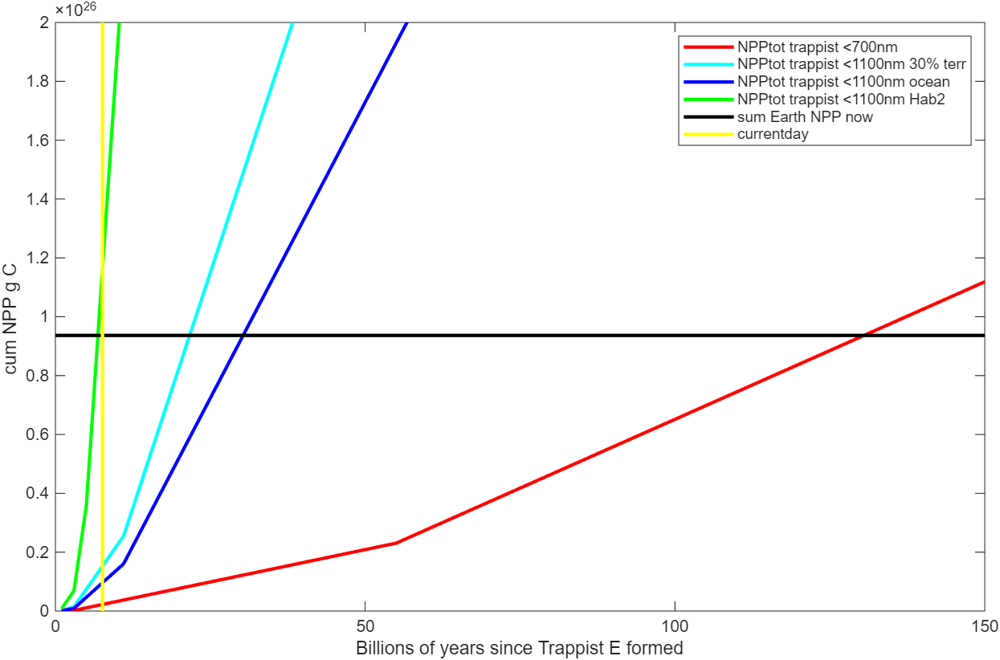 ×10²⁶
2
1.8
1.6
1.4
1.2
1
0.8
0.6
0.4
0.2
0
cum NPP g C
NPPtot trappist <700nm
NPPtot trappist <1100nm 30% terr
NPPtot trappist <1100nm ocean
NPPtot trappist <1100nm Hab2
sum Earth NPP now
currentday
0 50 100 150
Billions of years since Trappist E formed